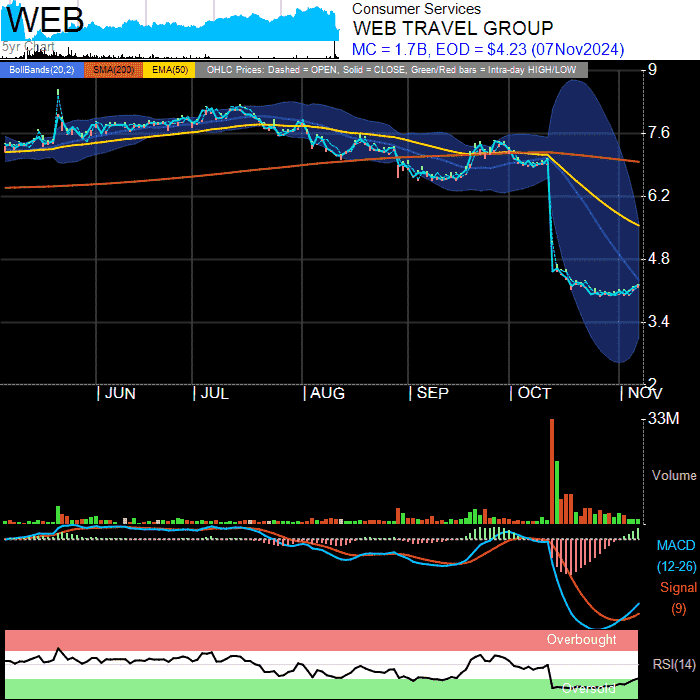 WEB
5yr Chart
Consumer Services
WEB TRAVEL GROUP
MC = 1.7B, EOD = $4.23 (07Nov2024)
BollBands(20,2) SMA(200) EMA(50) OHLC Prices: Dashed = OPEN, Solid = CLOSE, Green/Red bars = Intra-day HIGH/LOW
9
7.6
6.2
4.8
3.4
2
JUN JUL AUG SEP OCT NOV
33M
Volume
MACD
(12-26)
Signal
(9)
Overbought
RSI(14)
Oversold